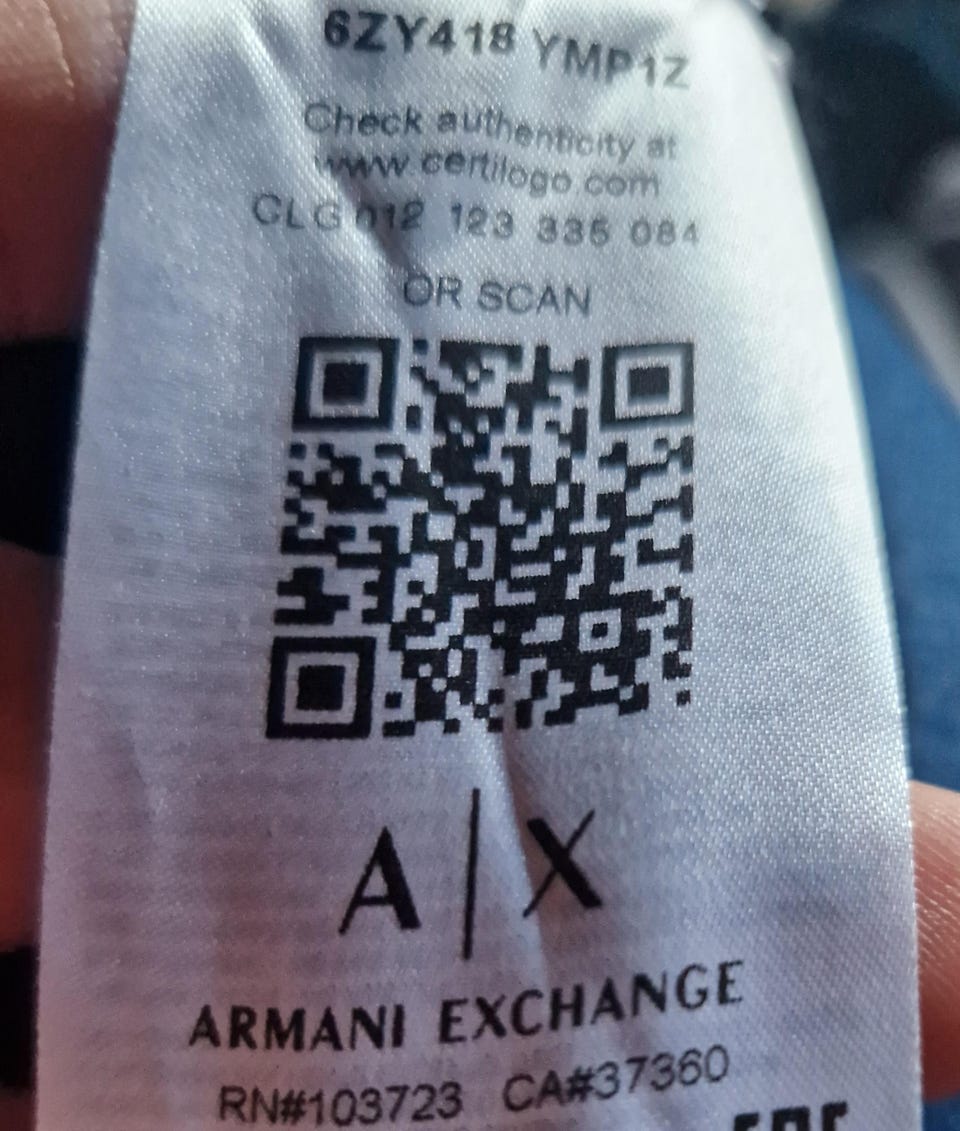 6ZY418 YMP1Z
Check authenticity at
www.certilogo.com
CLG 012 123 335 084
OR SCAN
A|X
ARMANI EXCHANGE
RN#103723 CA#37360